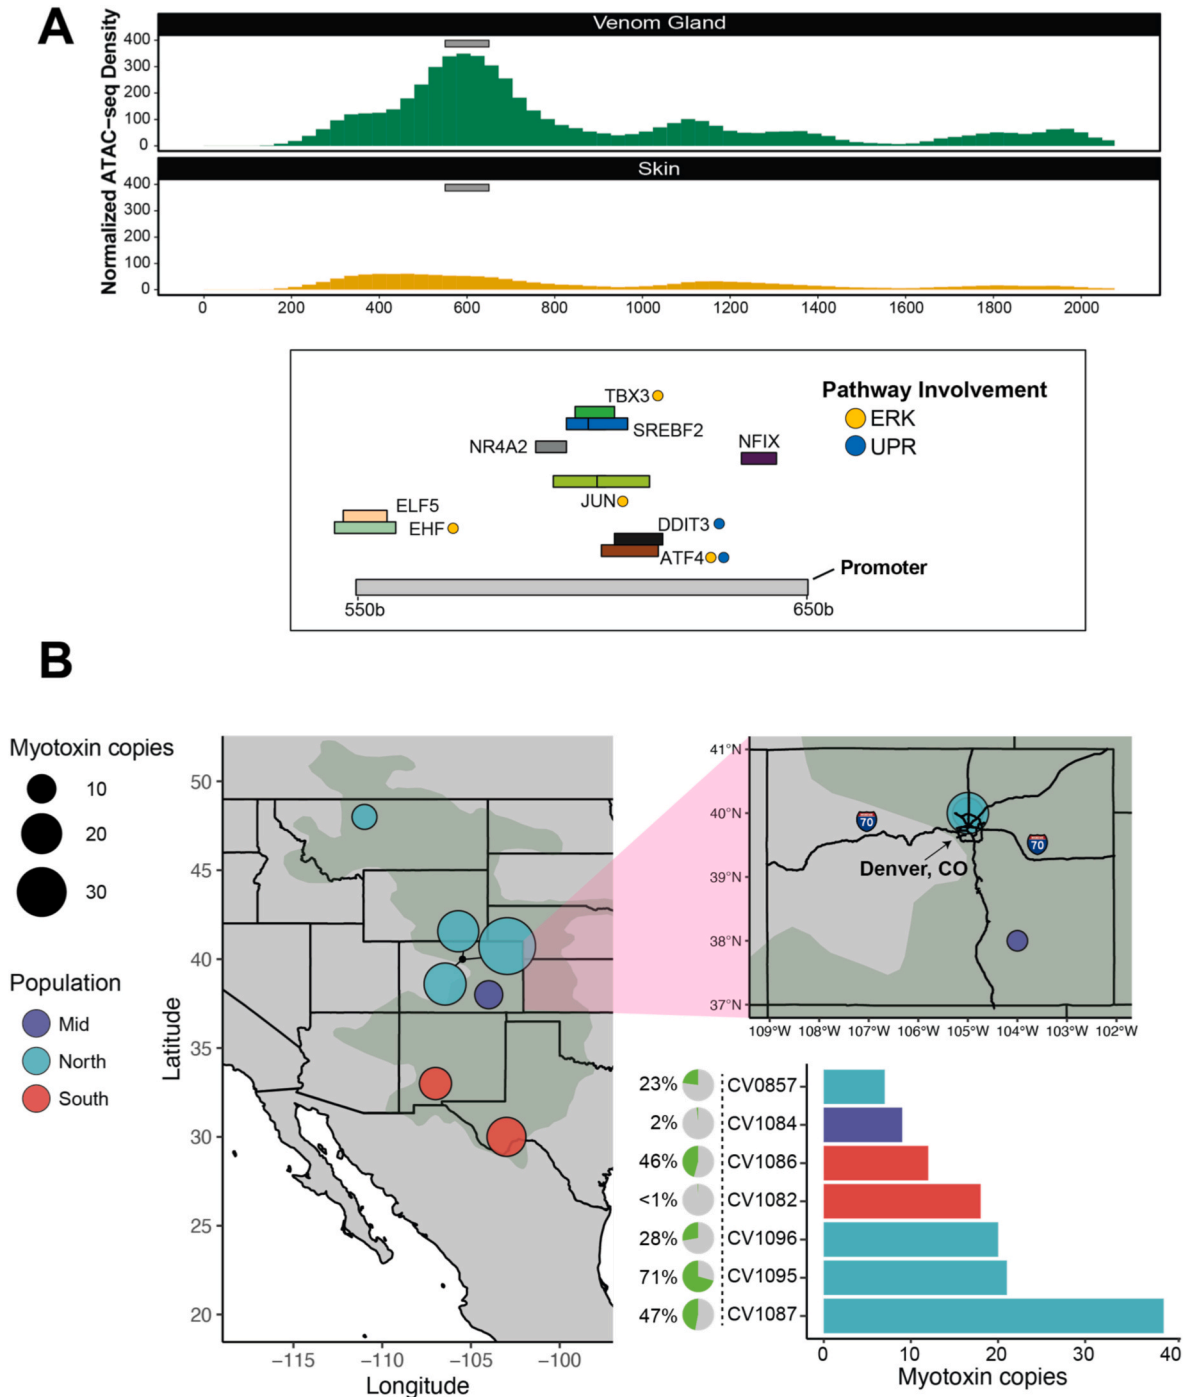 A
Normalized ATAC-seq Density
Venom Gland
400
300
200
100
0
Skin
400
300
200
100
0
0 200 400 600 800 1000 1200 1400 1600 1800 2000
TBX3
SREBF2
NR4A2
NFIX
JUN
ELF5
EHF
DDIT3
ATF4
Pathway Involvement
ERK
UPR
Promoter
550b
650b
B
Myotoxin copies
10
20
30
Population
Mid
North
South
Latitude
50
45
40
35
30
25
20
−115 −110 −105 −100
Longitude
41°N
40°N
39°N
38°N
37°N
70
70
Denver, CO
109°W 108°W 107°W 106°W 105°W 104°W 103°W 102°W
23% CV0857
2% CV1084
46% CV1086
<1% CV1082
28% CV1096
71% CV1095
47% CV1087
0 10 20 30 40
Myotoxin copies